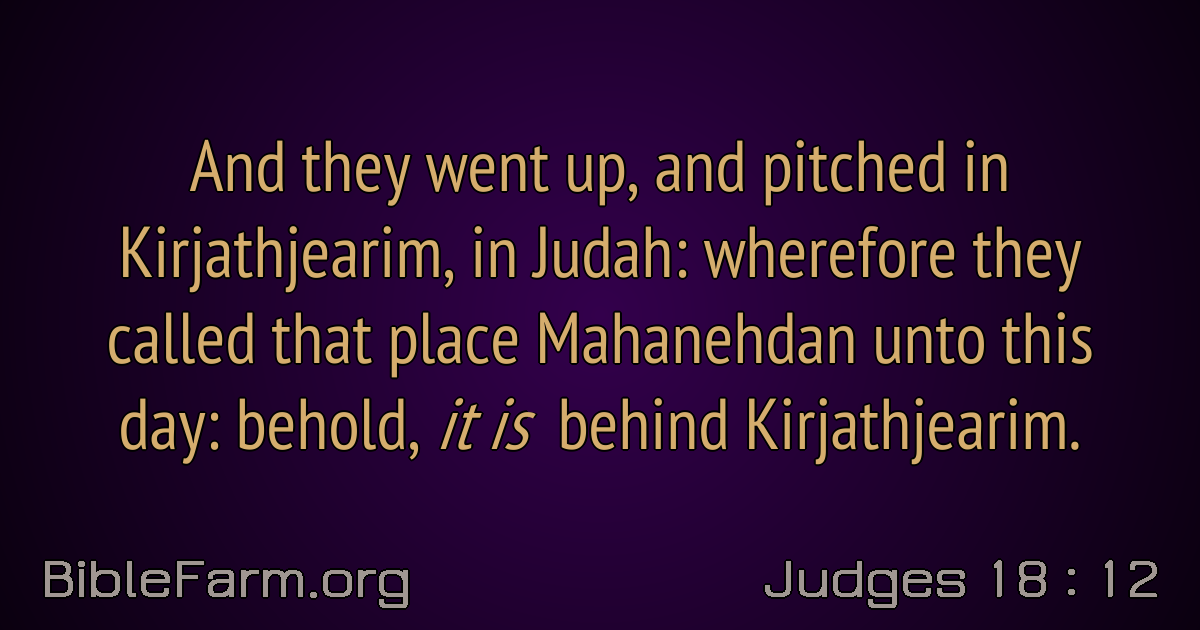 And they went up, and pitched in
Kirjathjearim, in Judah: wherefore they
called that place Mahanehdan unto this
day: behold, it is behind Kirjathjearim.
BibleFarm.org
Judges 18 : 12